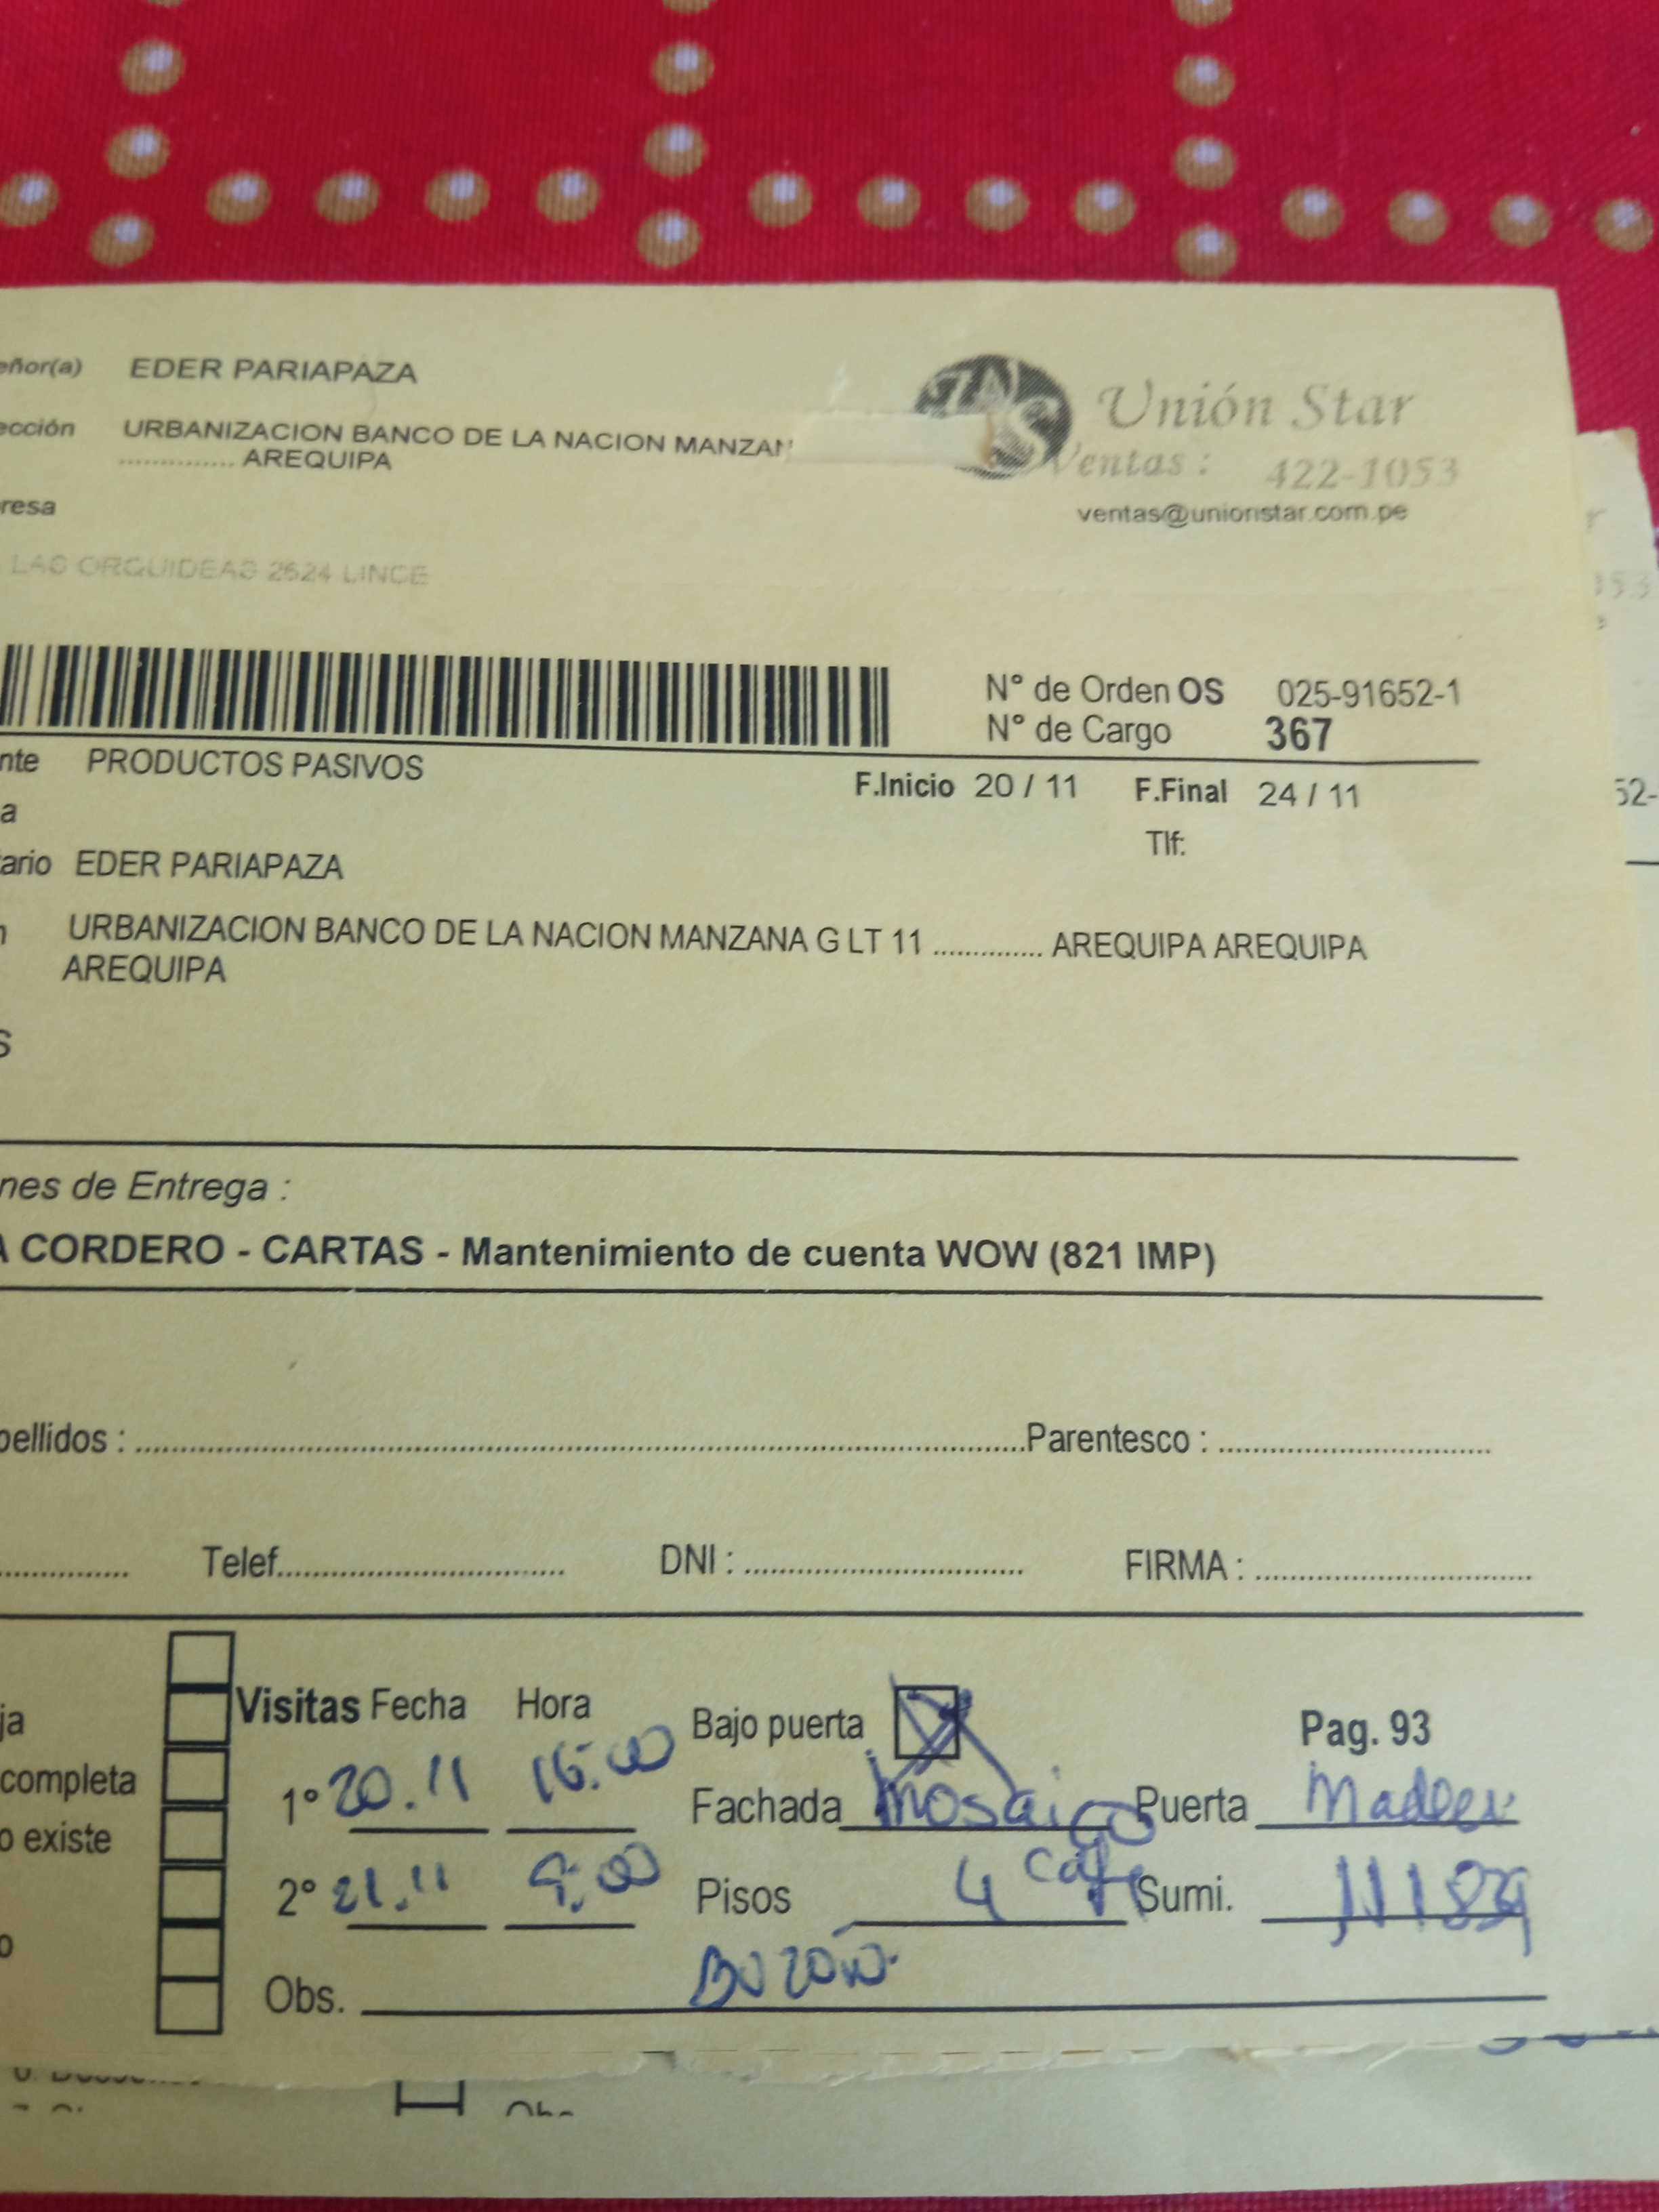 eñor(a) EDER PARIAPAZA
ección URBANIZACION BANCO DE LA NACION MANZAN
.............. AREQUIPA
resa
Unión Star
Ventas : 422-1053
ventas@unionstar.com.pe
LAS ORQUIDEAS 2624 LINCE
N° de Orden OS 025-91652-1
N° de Cargo 367
nte PRODUCTOS PASIVOS
F.Inicio 20 / 11 F.Final 24 / 11
a
Tlf:
ario EDER PARIAPAZA
n URBANIZACION BANCO DE LA NACION MANZANA G LT 11 ............. AREQUIPA AREQUIPA
AREQUIPA
S
nes de Entrega :
A CORDERO - CARTAS - Mantenimiento de cuenta WOW (821 IMP)
pellidos : ..........Parentesco : ..........
.......... Telef.......... DNI : .......... FIRMA : ..........
Visitas Fecha Hora Bajo puerta Pag. 93
ja
completa
1° 20.11 16:00 Fachada Mosaico Puerta
o existe
café
2° 21.11 9:00 Pisos 4 Sumi.
o
Obs. BUZON
52-